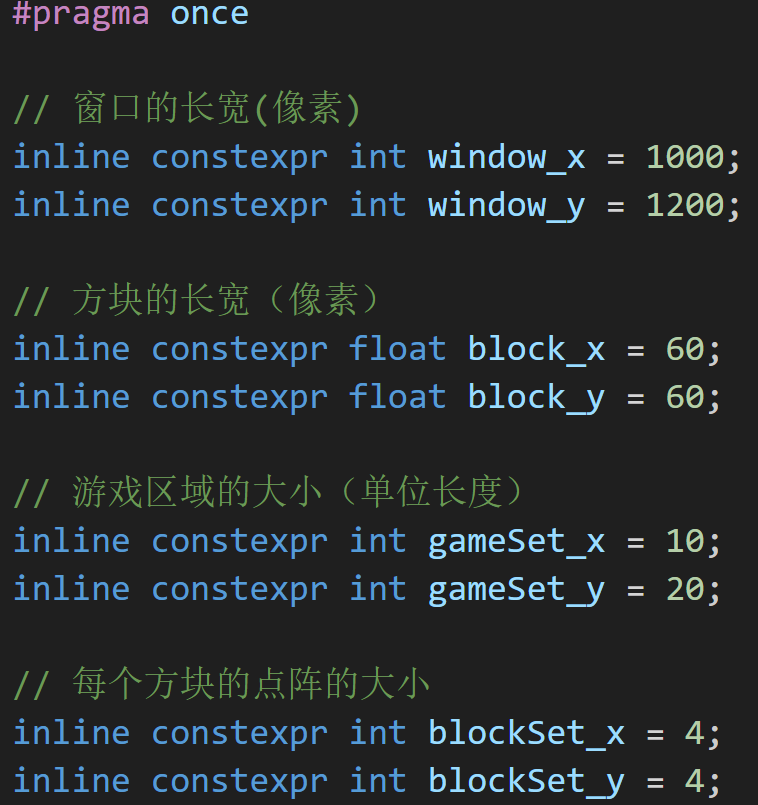 #pragma once
// 窗口的长宽(像素)
inline constexpr int window_x = 1000;
inline constexpr int window_y = 1200;
// 方块的长宽（像素）
inline constexpr float block_x = 60;
inline constexpr float block_y = 60;
// 游戏区域的大小（单位长度）
inline constexpr int gameSet_x = 10;
inline constexpr int gameSet_y = 20;
// 每个方块的点阵的大小
inline constexpr int blockSet_x = 4;
inline constexpr int blockSet_y = 4;